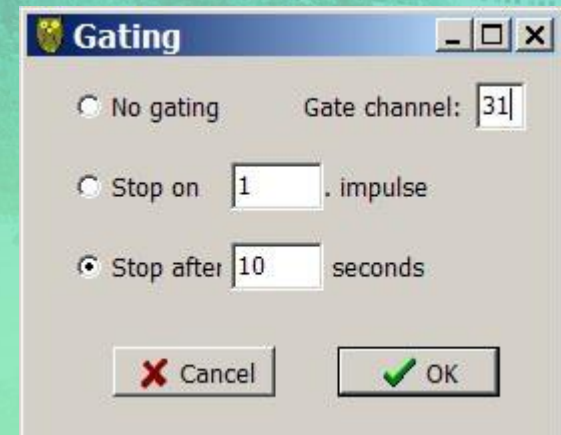 Gating
No gating Gate channel: 31
Stop on 1 . impulse
Stop after 10 seconds
Cancel OK